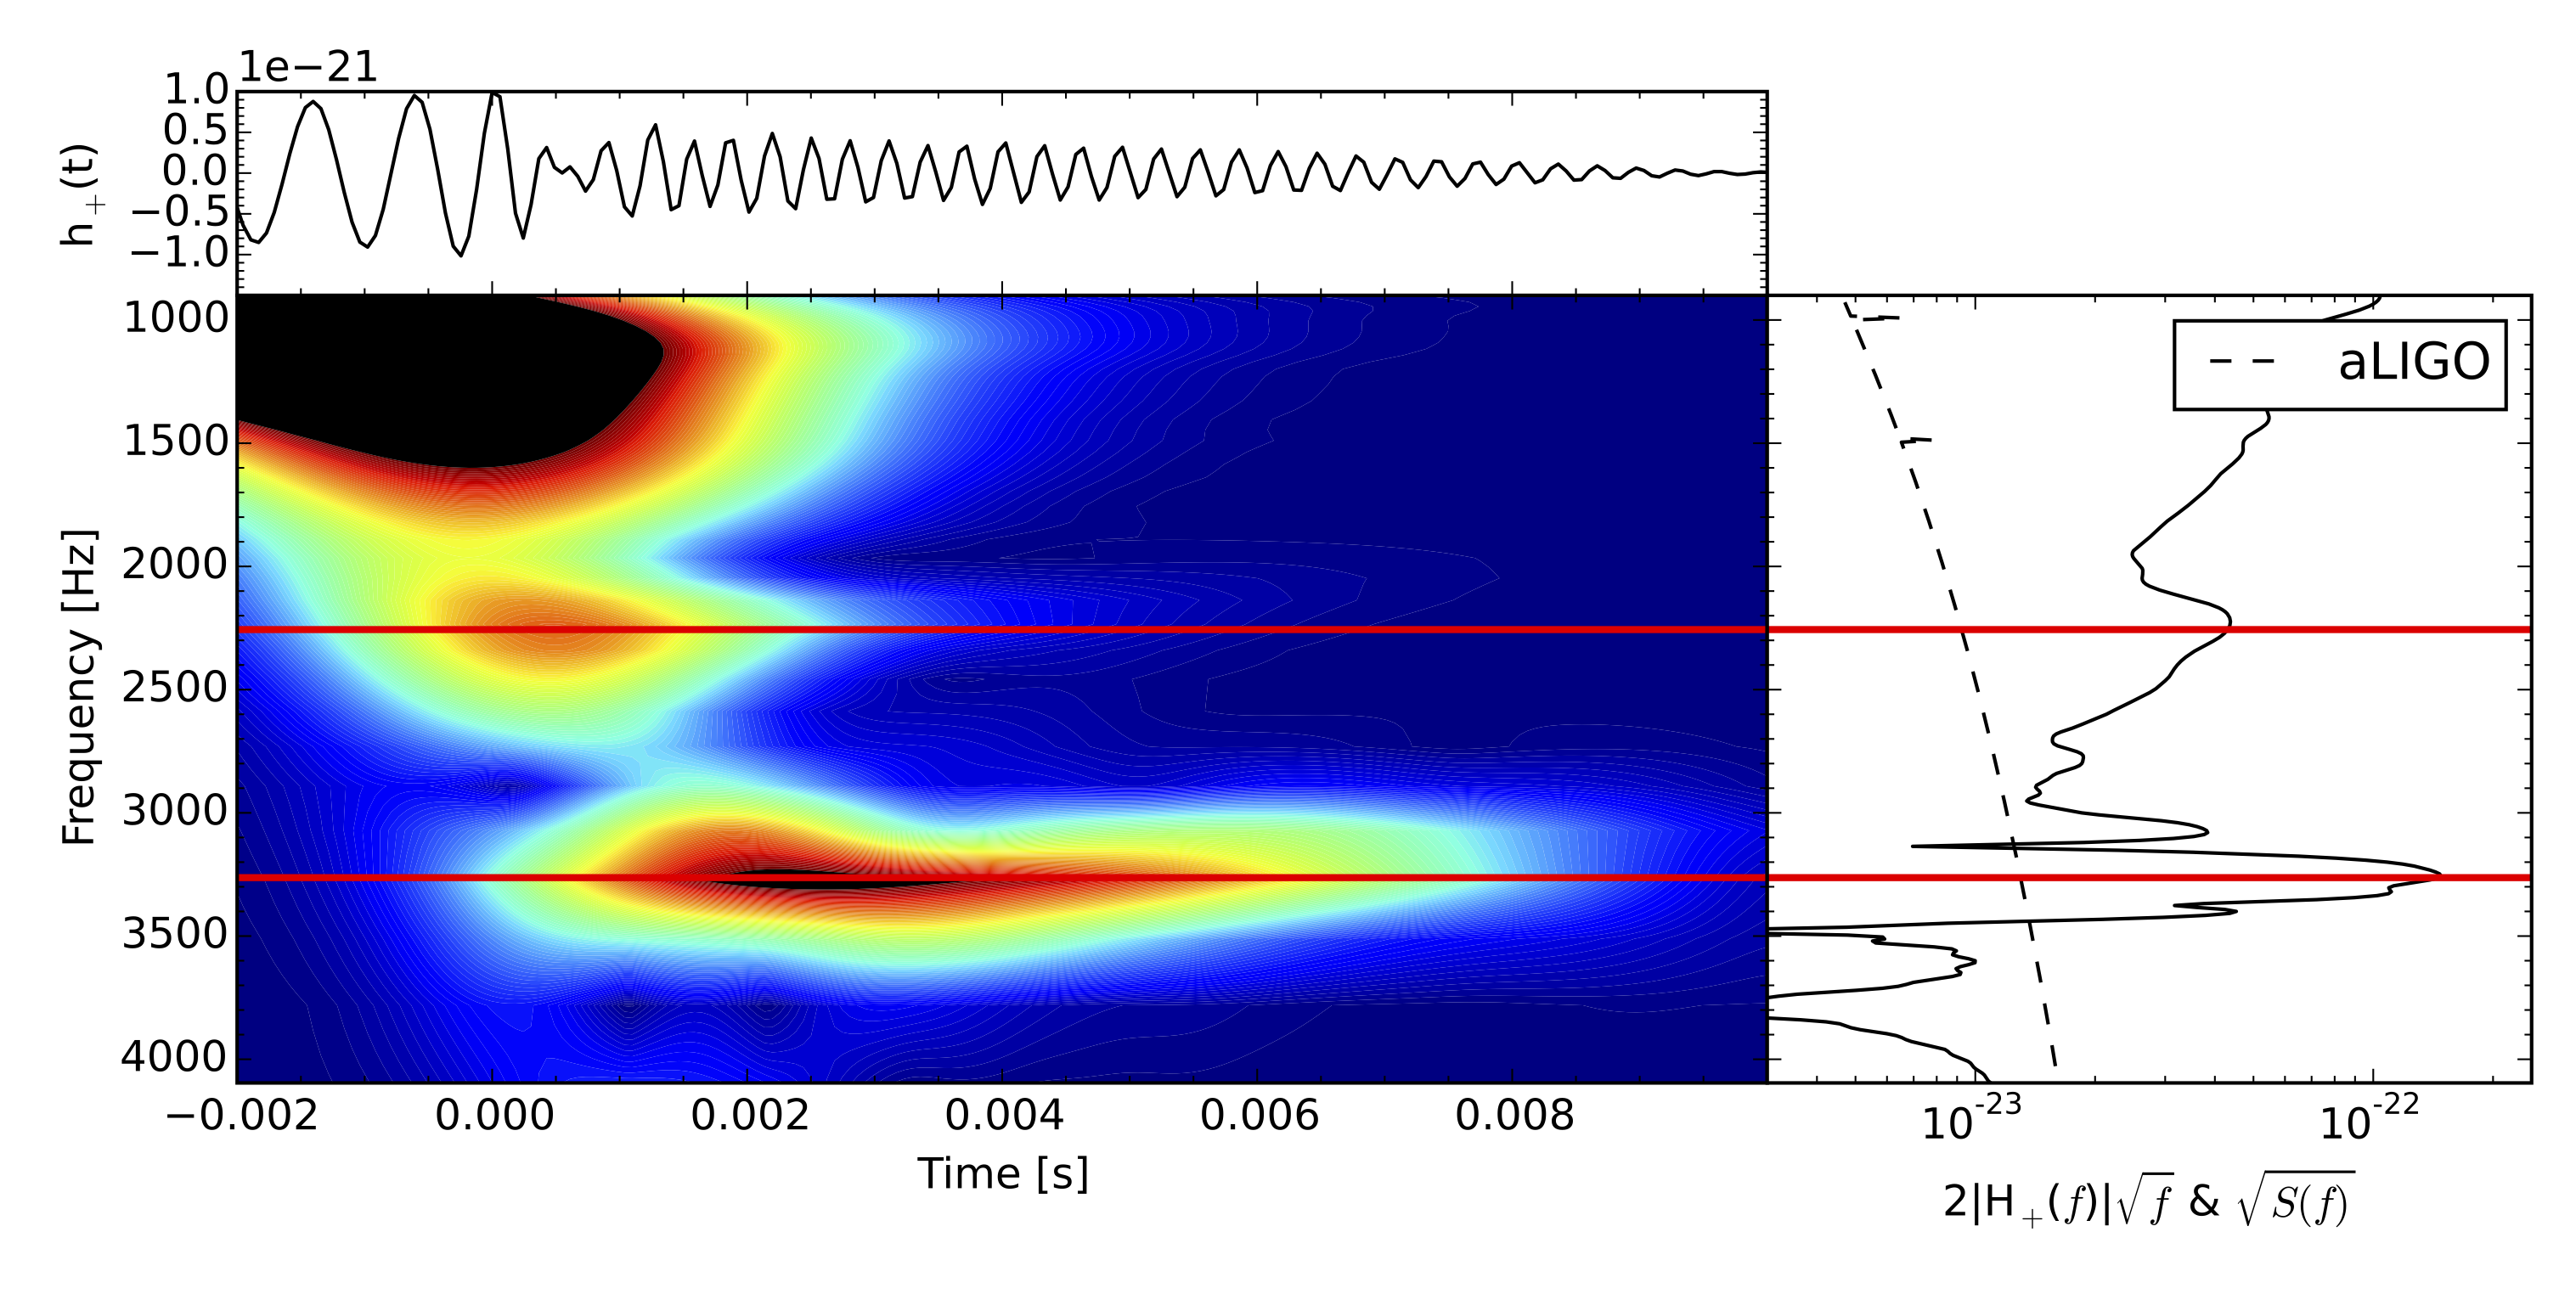 1e−21
1.0
0.5
0.0
−0.5
−1.0
h₊(t)
1000
1500
2000
2500
3000
3500
4000
Frequency [Hz]
aLIGO
−0.002 0.000 0.002 0.004 0.006 0.008
Time [s]
10⁻²³ 10⁻²²
2|H₊(f)|√f & √S(f)